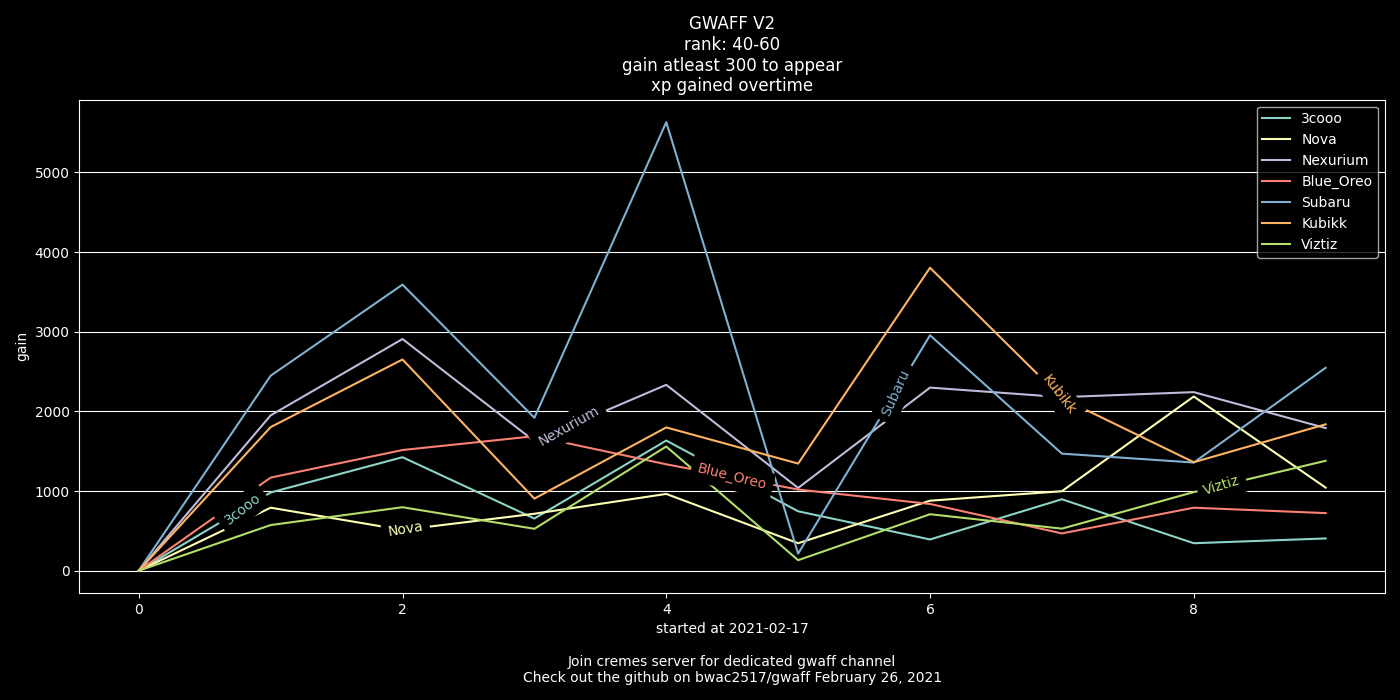 GWAFF V2
rank: 40-60
gain atleast 300 to appear
xp gained overtime
3cooo
Nova
Nexurium
Blue_Oreo
Subaru
Kubikk
Viztiz
5000
4000
3000
2000
1000
0
gain
Nexurium
Subaru
Kubikk
Blue_Oreo
Viztiz
3cooo
Nova
0 2 4 6 8
started at 2021-02-17
Join cremes server for dedicated gwaff channel
Check out the github on bwac2517/gwaff February 26, 2021